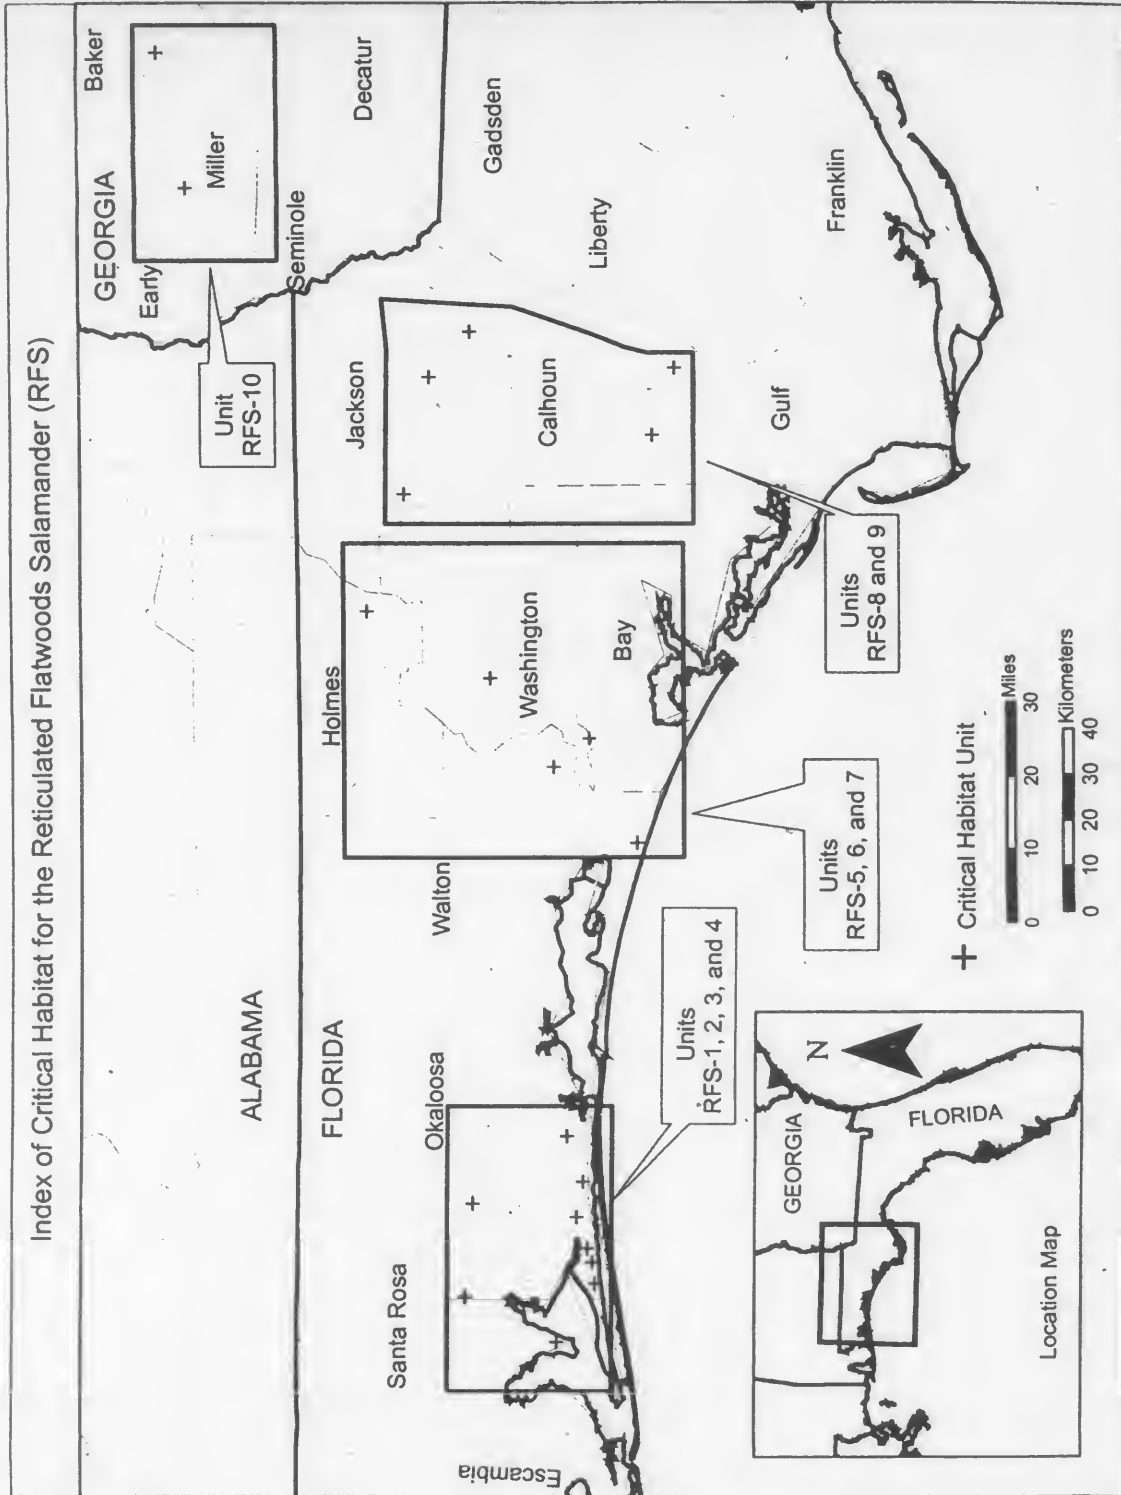 Index of Critical Habitat for the Reticulated Flatwoods Salamander (RFS)
ALABAMA
GEORGIA
Baker
Early
Miller
Seminole
Decatur
Unit
RFS-10
FLORIDA
Holmes
Jackson
Gadsden
Santa Rosa
Okaloosa
Walton
Washington
Calhoun
Liberty
Escambia
Bay
Gulf
Franklin
Units
RFS-1, 2, 3, and 4
Units
RFS-5, 6, and 7
Units
RFS-8 and 9
GEORGIA
FLORIDA
N
Location Map
Critical Habitat Unit
0 10 20 30
Miles
Kilometers
0 10 20 30 40